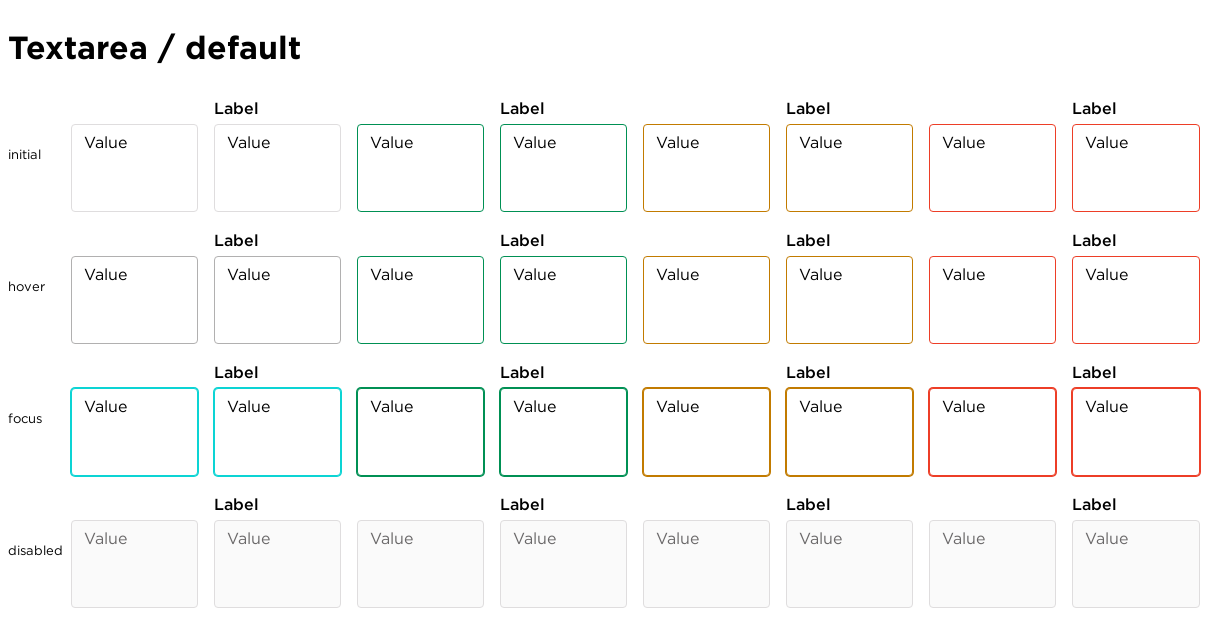 Textarea / default
Label Label Label Label
initial Value Value Value Value Value Value Value Value
Label Label Label Label
hover Value Value Value Value Value Value Value Value
Label Label Label Label
focus Value Value Value Value Value Value Value Value
Label Label Label Label
disabled Value Value Value Value Value Value Value Value